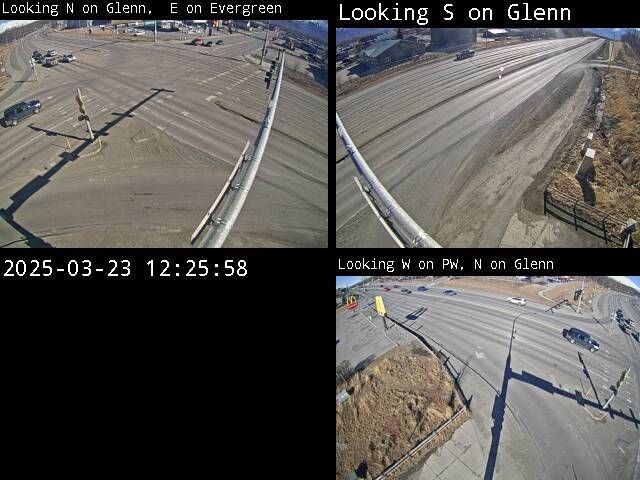 Looking N on Glenn, E on Evergreen
Looking S on Glenn
2025-03-23 12:25:58
Looking W on PW, N on Glenn